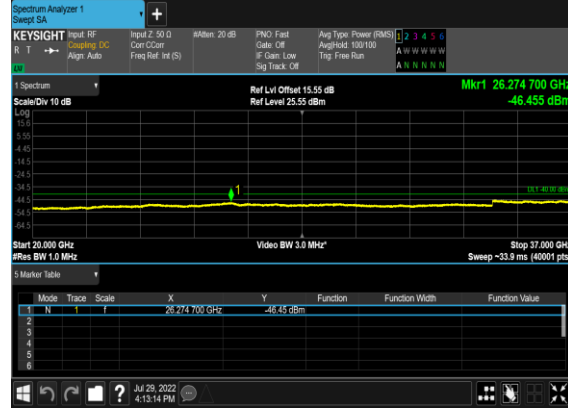 Spectrum Analyzer 1
Swept SA
+
KEYSIGHT Input: RF Input Z: 50 Ω #Atten: 20 dB PNO: Fast Avg Type: Power (RMS) 1 2 3 4 5 6
R T Coupling: DC Corr CCorr Gate: Off Avg|Hold: 100/100 A W W W W W
Align: Auto Freq Ref: Int (S) IF Gain: Low Trig: Free Run
Sig Track: Off A N N N N N
1 Spectrum Ref Lvl Offset 15.55 dB Mkr1 26.274 700 GHz
Scale/Div 10 dB Ref Level 25.55 dBm -46.455 dBm
Log
15.6
5.55
-4.45
-14.5
-24.5
-34.5
1
-44.5
-54.5
-64.5
Start 20.000 GHz Video BW 3.0 MHz* Stop 37.000 GHz
#Res BW 1.0 MHz Sweep ~33.9 ms (40001 pts)
5 Marker Table
Mode Trace Scale X Y Function Function Width Function Value
1 N 1 f 26.274 700 GHz -46.45 dBm
2
3
4
5
6
? Jul 29, 2022
4:13:14 PM